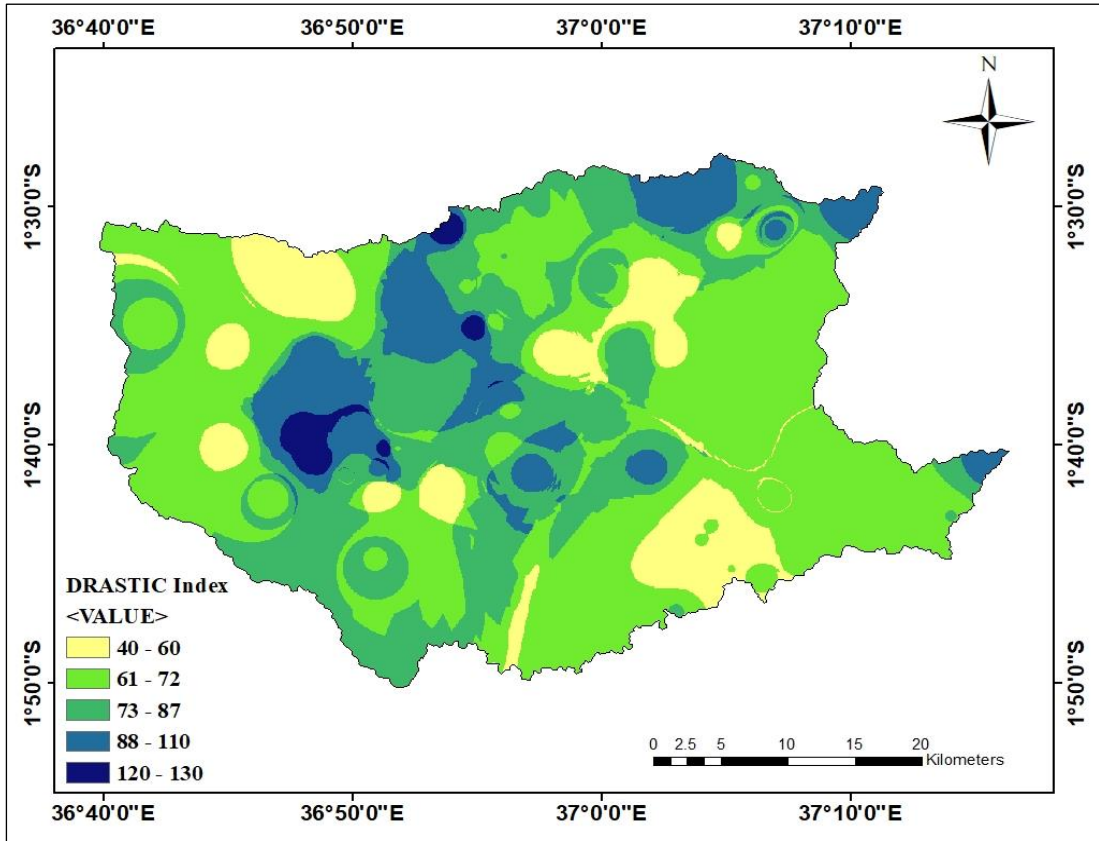 36°40'0"E 36°50'0"E 37°0'0"E 37°10'0"E
N
1°30'0"S 1°30'0"S
1°40'0"S 1°40'0"S
1°50'0"S 1°50'0"S
DRASTIC Index
<VALUE>
40 - 60
61 - 72
73 - 87
88 - 110
120 - 130
0 2.5 5 10 15 20
Kilometers
36°40'0"E 36°50'0"E 37°0'0"E 37°10'0"E